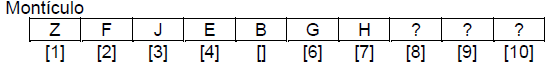 Montículo
Z F J E B G H ? ? ?
[1] [2] [3] [4] [] [6] [7] [8] [9] [10]